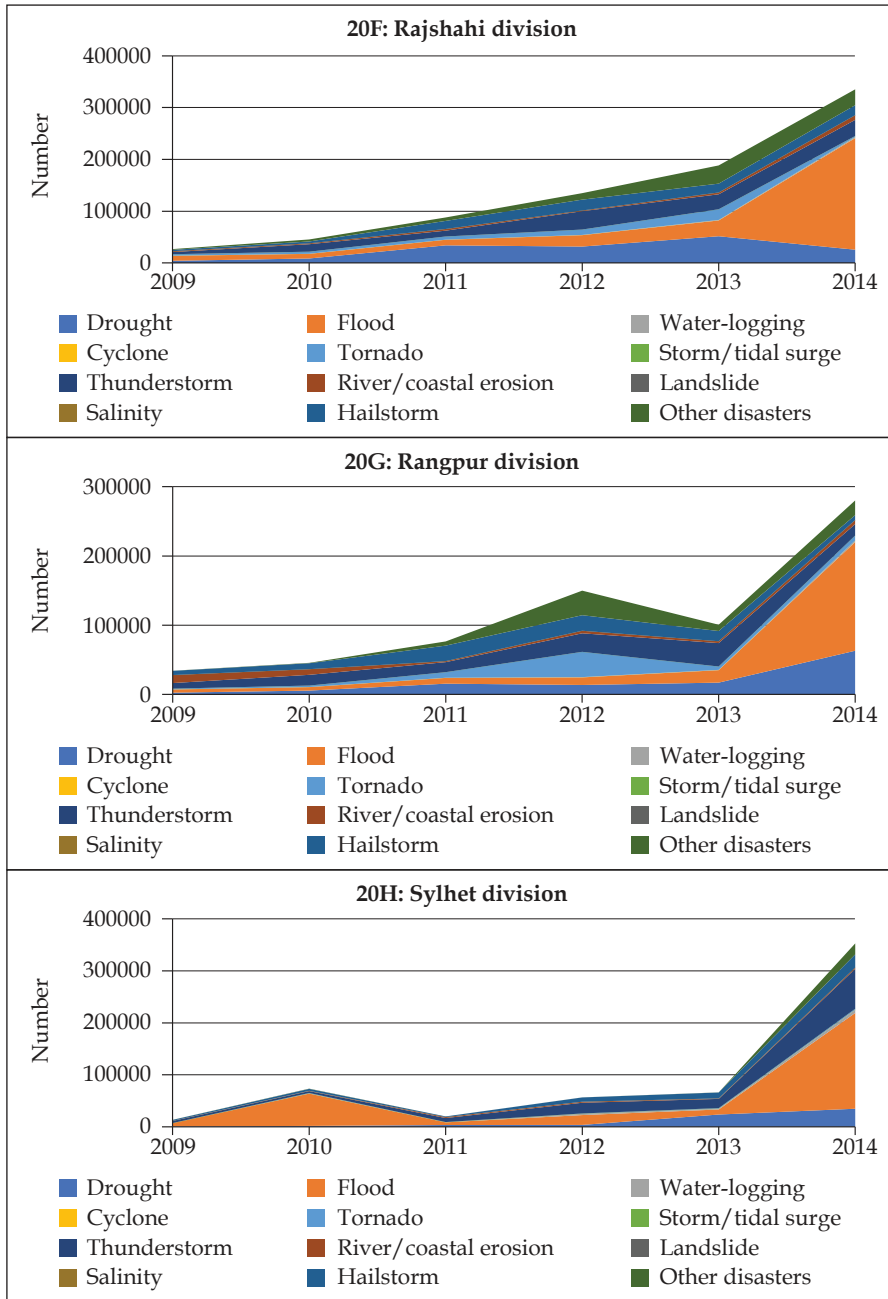 20F: Rajshahi division
400000
300000
200000
100000
0
Number
2009 2010 2011 2012 2013 2014
Drought Flood Water-logging
Cyclone Tornado Storm/tidal surge
Thunderstorm River/coastal erosion Landslide
Salinity Hailstorm Other disasters
20G: Rangpur division
300000
200000
100000
0
Number
2009 2010 2011 2012 2013 2014
Drought Flood Water-logging
Cyclone Tornado Storm/tidal surge
Thunderstorm River/coastal erosion Landslide
Salinity Hailstorm Other disasters
20H: Sylhet division
400000
300000
200000
100000
0
Number
2009 2010 2011 2012 2013 2014
Drought Flood Water-logging
Cyclone Tornado Storm/tidal surge
Thunderstorm River/coastal erosion Landslide
Salinity Hailstorm Other disasters